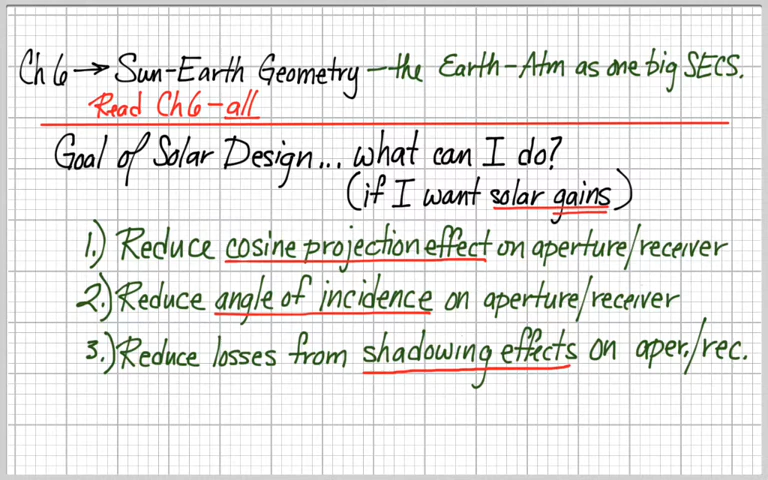 Ch 6 → Sun-Earth Geometry — the Earth-Atm as one big SECS.
Read Ch 6 - all
Goal of Solar Design... what can I do?
(if I want solar gains)
1.) Reduce cosine projection effect on aperture/receiver
2.) Reduce angle of incidence on aperture/receiver
3.) Reduce losses from shadowing effects on aper./rec.